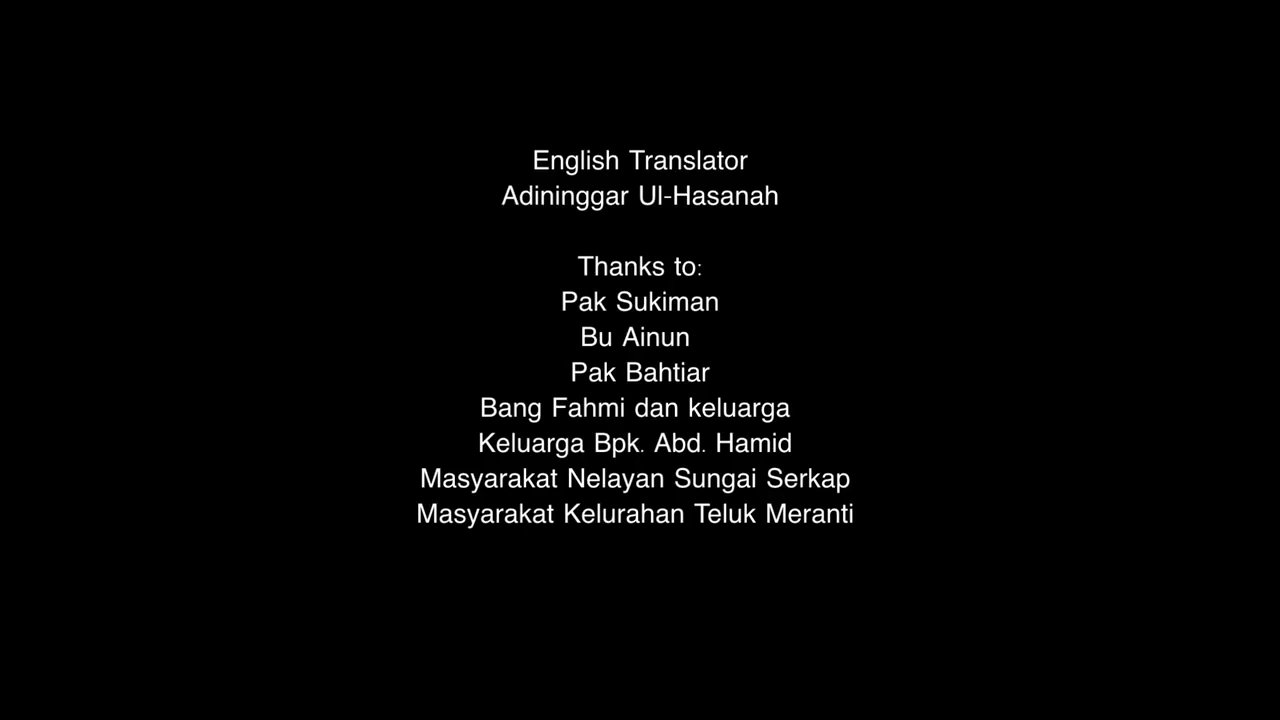 English Translator
Adininggar Ul-Hasanah
Thanks to:
Pak Sukiman
Bu Ainun
Pak Bahtiar
Bang Fahmi dan keluarga
Keluarga Bpk. Abd. Hamid
Masyarakat Nelayan Sungai Serkap
Masyarakat Kelurahan Teluk Meranti